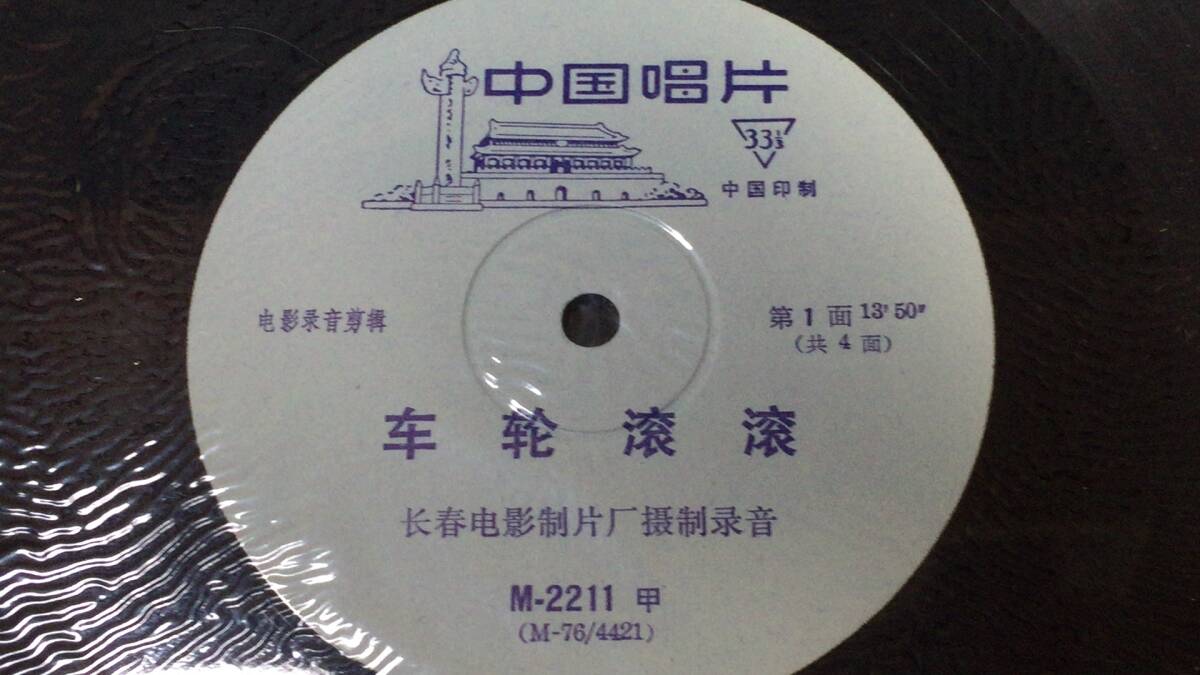 中国唱片
33⅓
中国印制
电影录音剪辑
第1面 13′50″
(共4面)
车轮滚滚
长春电影制片厂摄制录音
M-2211 甲
(M-76/4421)